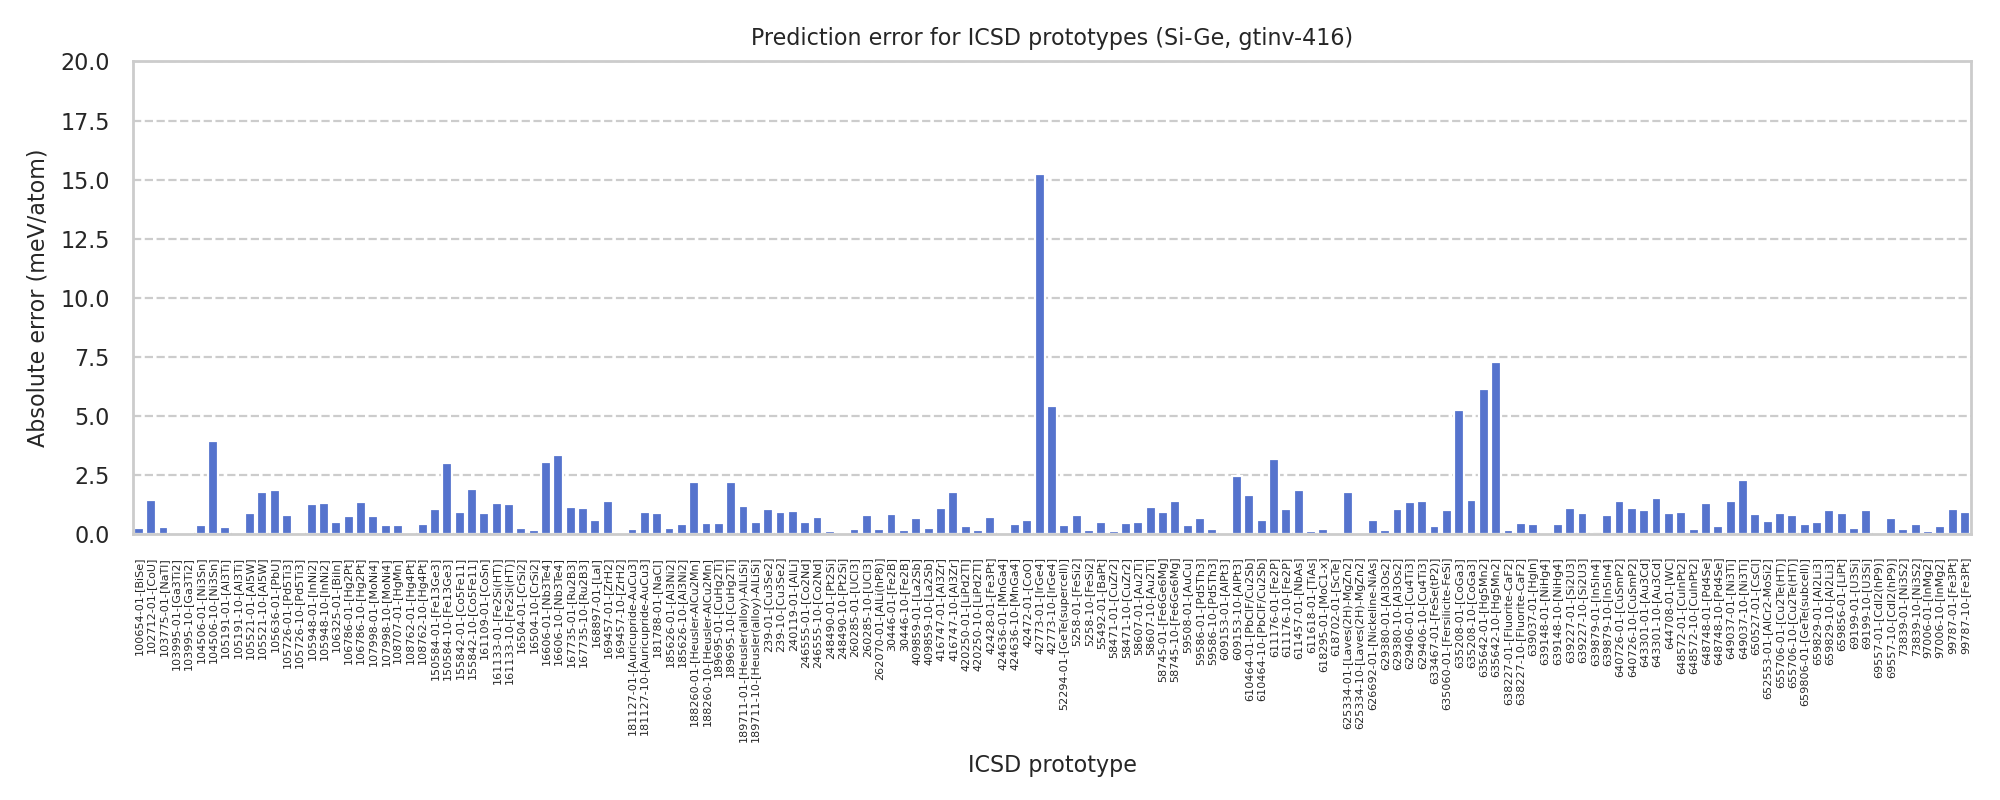 Prediction error for ICSD prototypes (Si-Ge, gtinv-416)
Absolute error (meV/atom)
20.0
17.5
15.0
12.5
10.0
7.5
5.0
2.5
0.0
100654-01-[BiSe]
102712-01-[CoU]
103775-01-[NaTl]
103995-01-[Ga3Ti2]
103995-10-[Ga3Ti2]
104506-01-[Ni3Sn]
104506-10-[Ni3Sn]
105191-01-[Al3Ti]
105191-10-[Al3Ti]
105521-01-[Al5W]
105521-10-[Al5W]
105636-01-[PbU]
105726-01-[Pd5Ti3]
105726-10-[Pd5Ti3]
105948-01-[InNi2]
105948-10-[InNi2]
109325-01-[BiIn]
106786-01-[Hg2Pt]
106786-10-[Hg2Pt]
107998-01-[MoNi4]
107998-10-[MoNi4]
108707-01-[HgMn]
108762-01-[Hg4Pt]
108762-10-[Hg4Pt]
150584-01-[Fe13Ge3]
150584-10-[Fe13Ge3]
155842-01-[Co5Fe11]
155842-10-[Co5Fe11]
161109-01-[CoSn]
161133-01-[Fe2Si(HT)]
161133-10-[Fe2Si(HT)]
16504-01-[CrSi2]
16504-10-[CrSi2]
16606-01-[Nb3Te4]
16606-10-[Nb3Te4]
167735-01-[Ru2B3]
167735-10-[Ru2B3]
168897-01-[LaI]
169457-01-[ZrH2]
169457-10-[ZrH2]
181127-01-[Auricupride-AuCu3]
181127-10-[Auricupride-AuCu3]
181788-01-[NaCl]
185626-01-[Al3Ni2]
185626-10-[Al3Ni2]
188260-01-[Heusler-AlCu2Mn]
188260-10-[Heusler-AlCu2Mn]
189695-01-[CuHg2Ti]
189695-10-[CuHg2Ti]
189711-01-[Heusler(alloy)-AlLiSi]
189711-10-[Heusler(alloy)-AlLiSi]
239-01-[Cu3Se2]
239-10-[Cu3Se2]
240119-01-[AlLi]
246555-01-[Co2Nd]
246555-10-[Co2Nd]
248490-01-[Pt2Si]
248490-10-[Pt2Si]
260285-01-[UCl3]
260285-10-[UCl3]
262070-01-[AlLi(hP8)]
30446-01-[Fe2B]
30446-10-[Fe2B]
409859-01-[La2Sb]
409859-10-[La2Sb]
416747-01-[Al3Zr]
416747-10-[Al3Zr]
420250-01-[LiPd2Tl]
420250-10-[LiPd2Tl]
42428-01-[Fe3Pt]
424636-01-[MnGa4]
424636-10-[MnGa4]
42472-01-[CoO]
42773-01-[IrGe4]
42773-10-[IrGe4]
52294-01-[GeTe(supercell)]
5258-01-[FeSi2]
5258-10-[FeSi2]
55492-01-[BaPt]
58471-01-[CuZr2]
58471-10-[CuZr2]
58607-01-[Au2Ti]
58607-10-[Au2Ti]
58745-01-[Fe6Ge6Mg]
58745-10-[Fe6Ge6Mg]
59508-01-[AuCu]
59586-01-[Pd5Th3]
59586-10-[Pd5Th3]
609153-01-[AlPt3]
609153-10-[AlPt3]
610464-01-[PbClF/Cu2Sb]
610464-10-[PbClF/Cu2Sb]
611176-01-[Fe2P]
611176-10-[Fe2P]
611457-01-[NbAs]
611618-01-[TiAs]
618295-01-[MoC1-x]
618702-01-[ScTe]
625334-01-[Laves(2H)-MgZn2]
625334-10-[Laves(2H)-MgZn2]
626692-01-[Nickeline-NiAs]
629380-01-[Al3Os2]
629380-10-[Al3Os2]
629406-01-[Cu4Ti3]
629406-10-[Cu4Ti3]
633467-01-[FeSe(tP2)]
635060-01-[Fersilicite-FeSi]
635208-01-[CoGa3]
635208-10-[CoGa3]
635642-01-[Hg5Mn2]
635642-10-[Hg5Mn2]
638227-01-[Fluorite-CaF2]
638227-10-[Fluorite-CaF2]
639037-01-[HgIn]
639148-01-[NiHg4]
639148-10-[NiHg4]
639227-01-[Si2U3]
639227-10-[Si2U3]
639879-01-[In5In4]
639879-10-[In5In4]
640726-01-[CuSmP2]
640726-10-[CuSmP2]
643301-01-[Au3Cd]
643301-10-[Au3Cd]
644708-01-[WC]
648572-01-[CuInPt2]
648572-10-[CuInPt2]
648748-01-[Pd4Se]
648748-10-[Pd4Se]
649037-01-[Ni3Ti]
649037-10-[Ni3Ti]
650527-01-[CsCl]
652553-01-[AlCr2-MoSi2]
655706-01-[Cu2Te(HT)]
655706-10-[Cu2Te(HT)]
659806-01-[GeTe(subcell)]
659829-01-[Al2Li3]
659829-10-[Al2Li3]
659856-01-[LiPt]
69199-01-[U3Si]
69199-10-[U3Si]
69557-01-[CdI2(hP9)]
69557-10-[CdI2(hP9)]
73839-01-[Ni3S2]
73839-10-[Ni3S2]
97006-01-[InMg2]
97006-10-[InMg2]
99787-01-[Fe3Pt]
99787-10-[Fe3Pt]
ICSD prototype